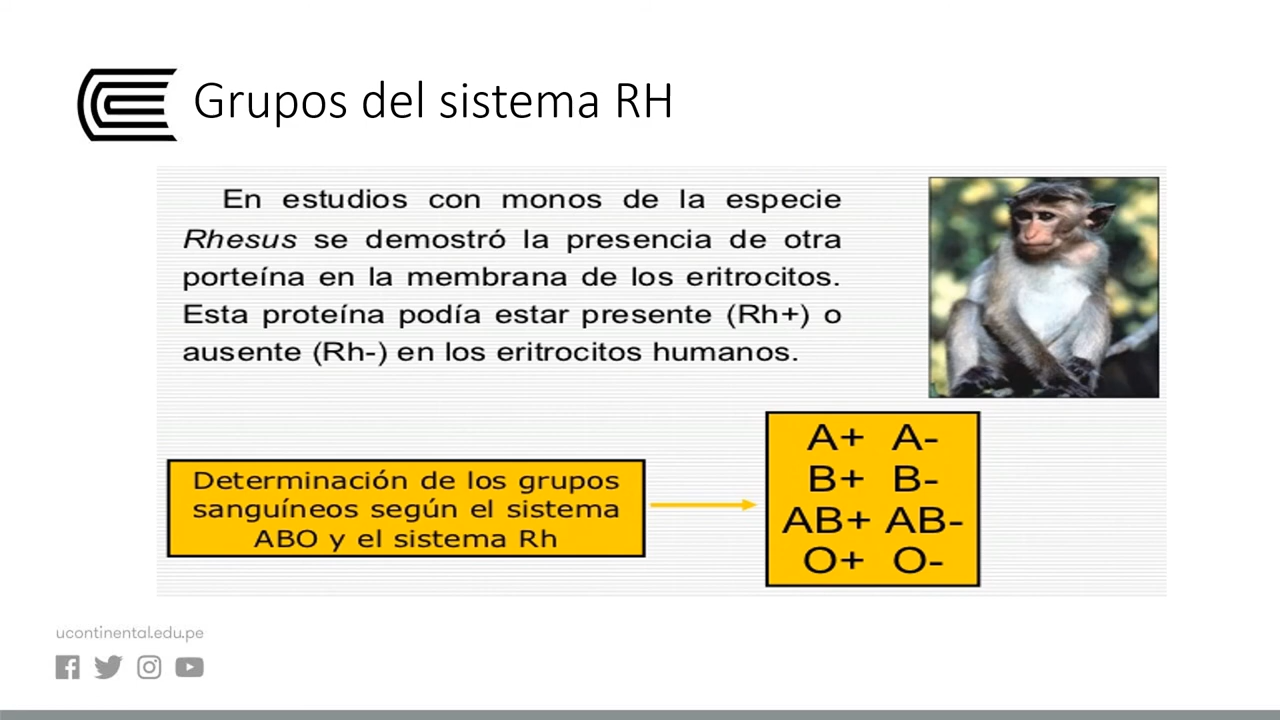 Grupos del sistema RH
En estudios con monos de la especie
Rhesus se demostró la presencia de otra
porteína en la membrana de los eritrocitos.
Esta proteína podía estar presente (Rh+) o
ausente (Rh-) en los eritrocitos humanos.
Determinación de los grupos
sanguíneos según el sistema
ABO y el sistema Rh
A+ A-
B+ B-
AB+ AB-
O+ O-
ucontinental.edu.pe